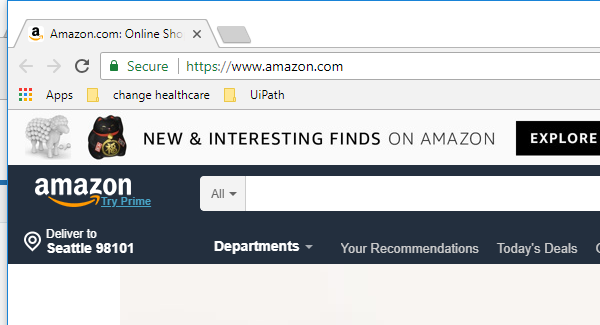 Amazon.com: Online Sho
Secure https://www.amazon.com
Apps change healthcare UiPath
NEW & INTERESTING FINDS ON AMAZON EXPLORE
amazon
Try Prime
All
Deliver to
Seattle 98101
Departments Your Recommendations Today's Deals